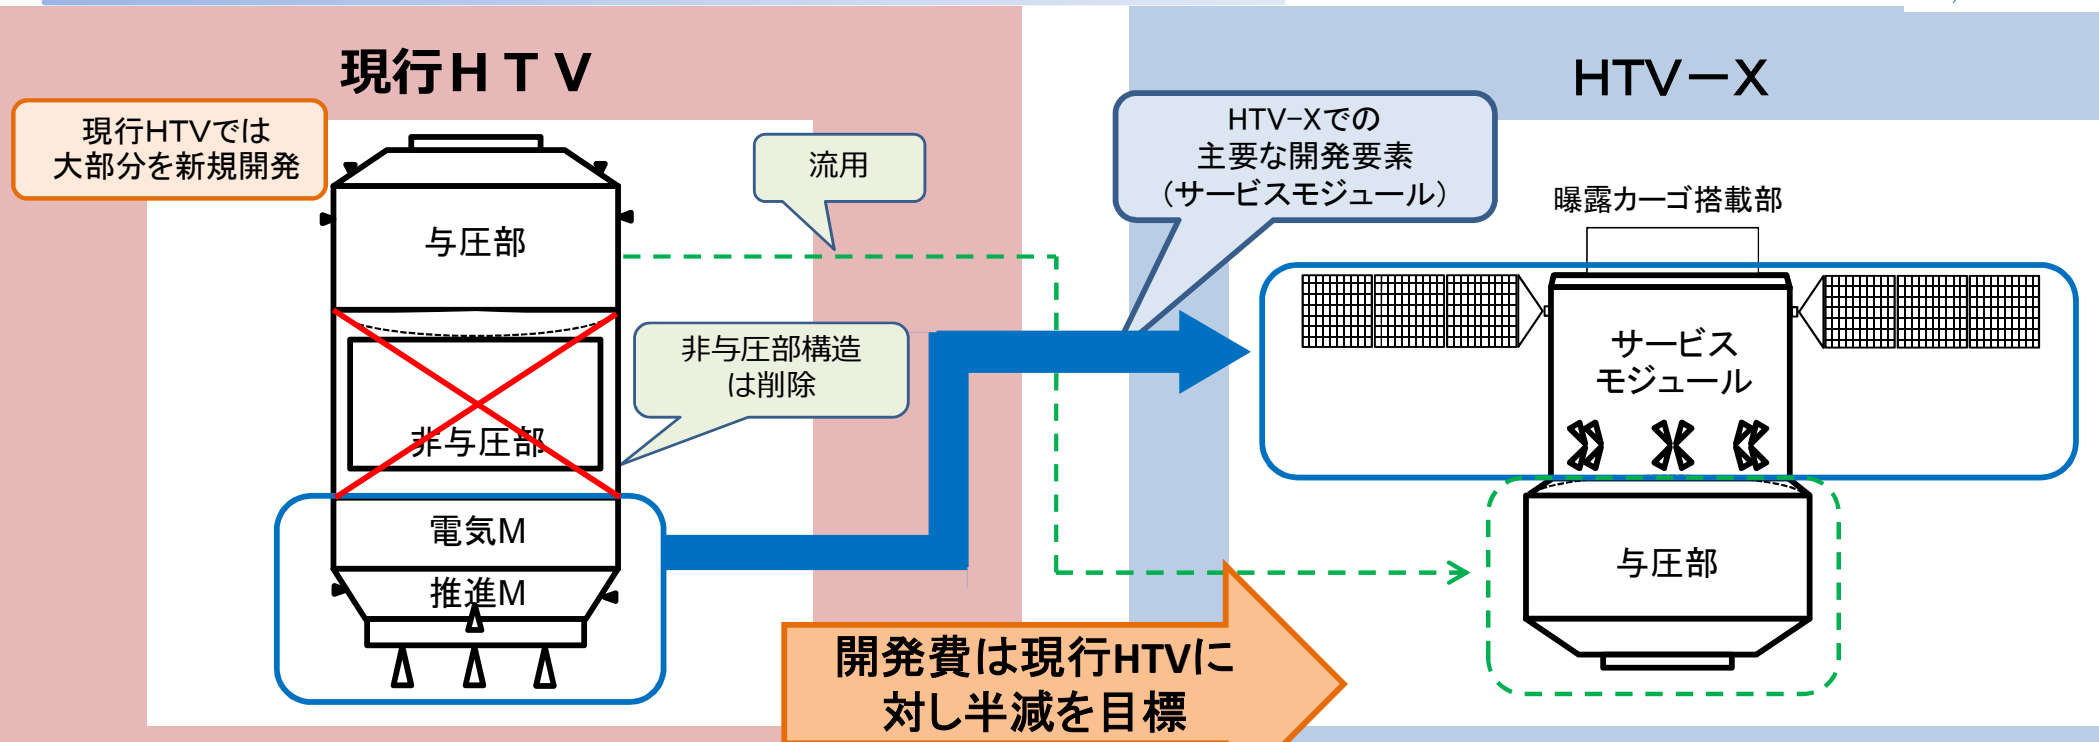 現行ＨＴＶ
現行HTVでは
大部分を新規開発
与圧部
非与圧部
電気M
推進M
流用
非与圧部構造
は削除
HTV-Xでの
主要な開発要素
（サービスモジュール）
開発費は現行HTVに
対し半減を目標
HTV－X
曝露カーゴ搭載部
サービス
モジュール
与圧部